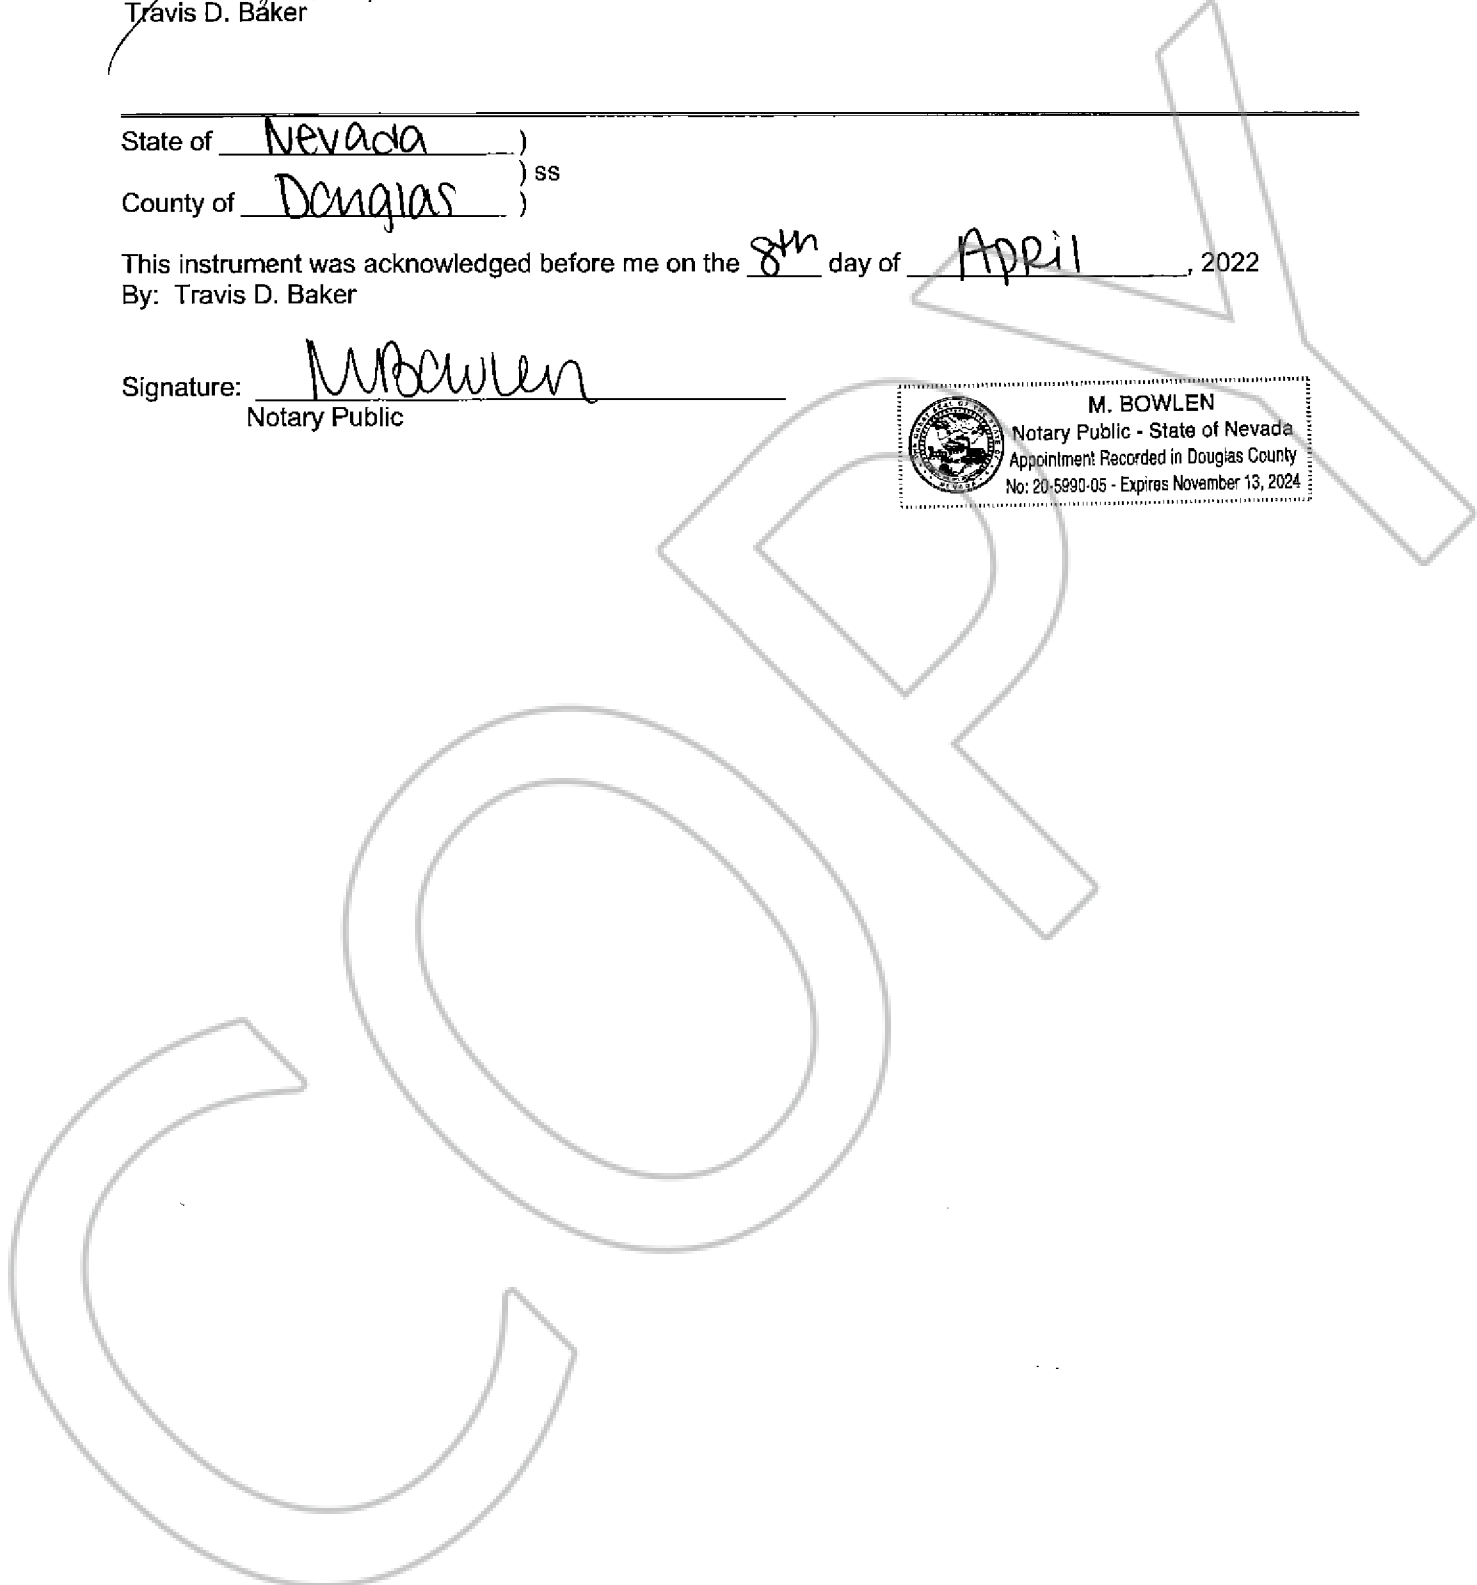 Travis D. Baker
State of Nevada )
) ss
County of Douglas )
This instrument was acknowledged before me on the 8th day of April, 2022
By: Travis D. Baker
Signature: MBowlen
Notary Public
M. BOWLEN
Notary Public - State of Nevada
Appointment Recorded in Douglas County
No: 20-5990-05 - Expires November 13, 2024
COPY